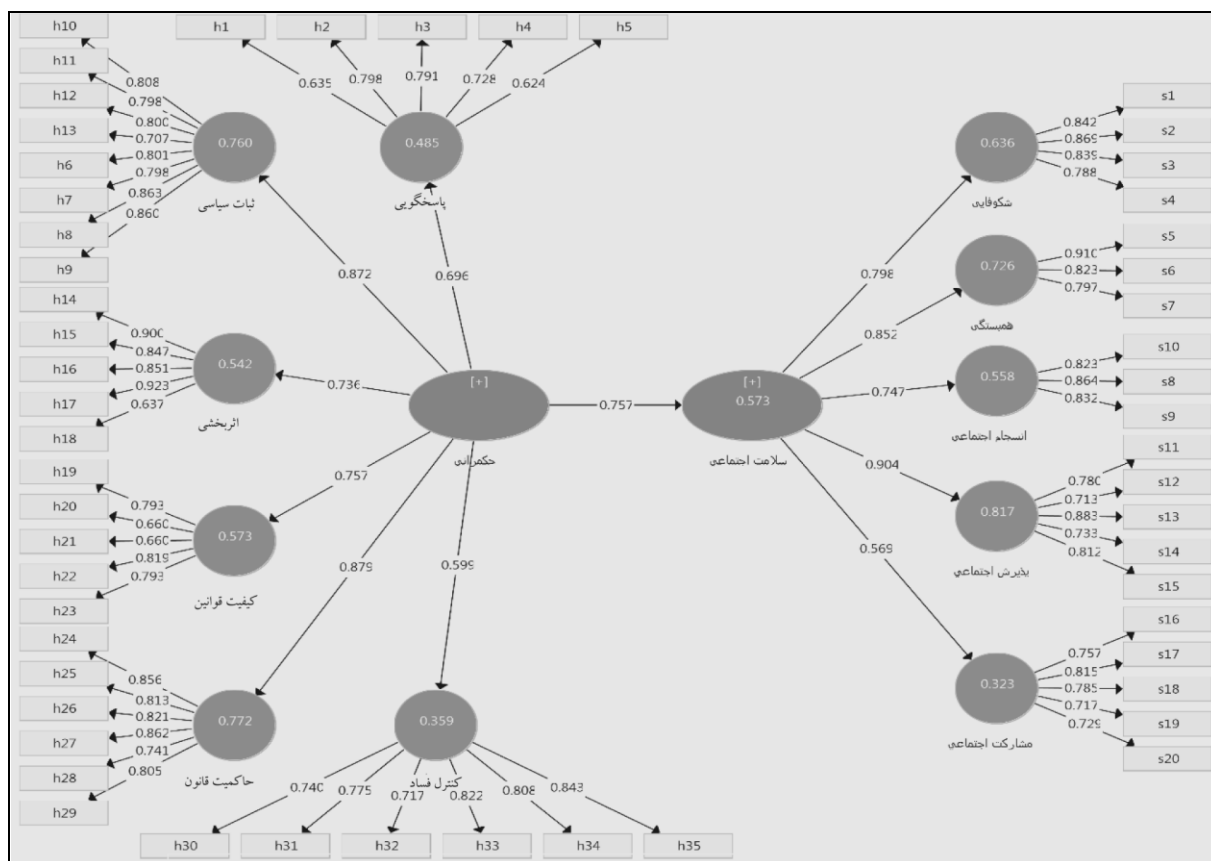 h10
h11
h12
h13
h6
h7
h8
h9
0.808
0.798
0.800
0.707
0.801
0.798
0.863
0.860
0.760
ثبات سیاسی
h1
h2
h3
h4
h5
0.635
0.798
0.791
0.728
0.624
0.485
پاسخگویی
0.872
0.696
h14
h15
h16
h17
h18
0.900
0.847
0.851
0.923
0.637
0.542
اثربخشی
0.736
h19
h20
h21
h22
h23
0.793
0.660
0.660
0.819
0.793
0.573
کیفیت قوانین
0.757
h24
h25
h26
h27
h28
h29
0.856
0.813
0.821
0.862
0.741
0.805
0.772
حاکمیت قانون
0.879
0.599
0.359
کنترل فساد
0.740
0.775
0.717
0.822
0.808
0.843
h30
h31
h32
h33
h34
h35
[+]
حکمرانی
0.757
[+]
0.573
سلامت اجتماعی
0.798
0.852
0.747
0.904
0.569
0.636
شکوفایی
0.842
0.869
0.839
0.788
s1
s2
s3
s4
0.726
همبستگی
0.910
0.823
0.797
s5
s6
s7
0.558
انسجام اجتماعی
0.823
0.864
0.832
s10
s8
s9
0.817
پذیرش اجتماعی
0.780
0.713
0.883
0.733
0.812
s11
s12
s13
s14
s15
0.323
مشارکت اجتماعی
0.757
0.815
0.785
0.717
0.729
s16
s17
s18
s19
s20